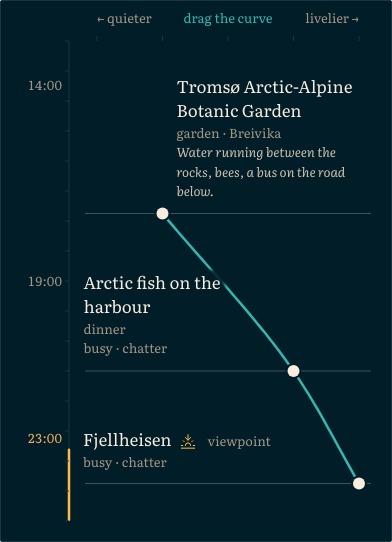 ← quieter
drag the curve
livelier →
14:00
Tromsø Arctic-Alpine
Botanic Garden
garden · Breivika
Water running between the
rocks, bees, a bus on the road
below.
19:00
Arctic fish on the
harbour
dinner
busy · chatter
23:00
Fjellheisen
viewpoint
busy · chatter